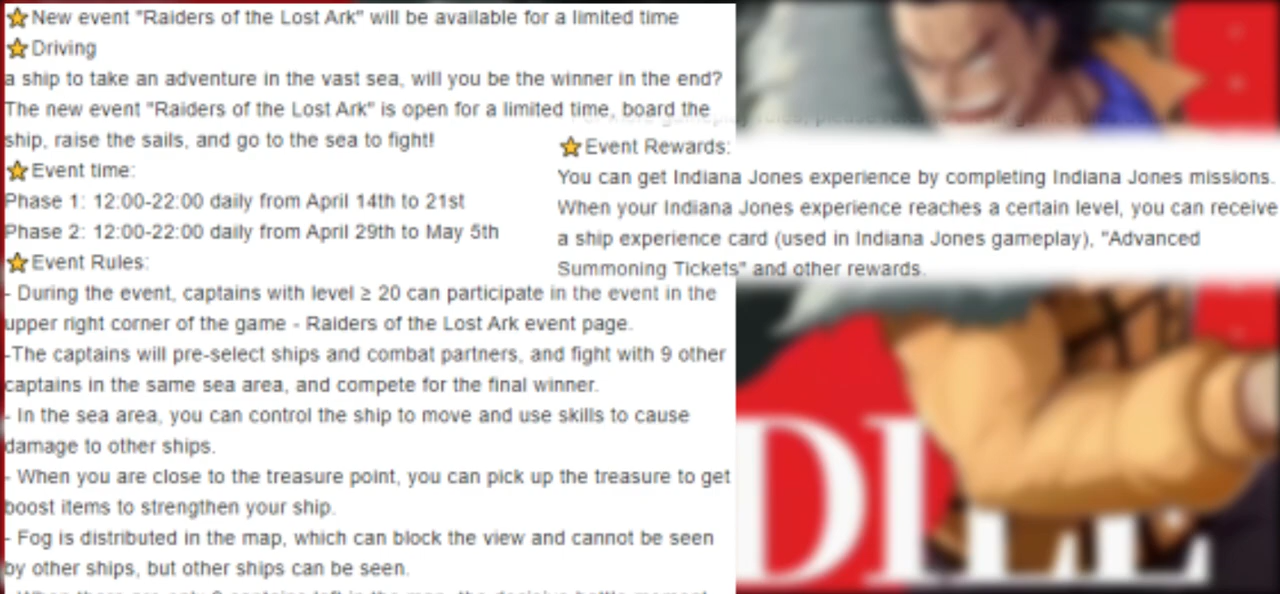 ⭐New event "Raiders of the Lost Ark" will be available for a limited time
⭐Driving
a ship to take an adventure in the vast sea, will you be the winner in the end?
The new event "Raiders of the Lost Ark" is open for a limited time, board the
ship, raise the sails, and go to the sea to fight!
⭐Event time:
Phase 1: 12:00-22:00 daily from April 14th to 21st
Phase 2: 12:00-22:00 daily from April 29th to May 5th
⭐Event Rules:
- During the event, captains with level ≥ 20 can participate in the event in the
upper right corner of the game - Raiders of the Lost Ark event page.
-The captains will pre-select ships and combat partners, and fight with 9 other
captains in the same sea area, and compete for the final winner.
- In the sea area, you can control the ship to move and use skills to cause
damage to other ships.
- When you are close to the treasure point, you can pick up the treasure to get
boost items to strengthen your ship.
- Fog is distributed in the map, which can block the view and cannot be seen
by other ships, but other ships can be seen.
⭐Event Rewards:
You can get Indiana Jones experience by completing Indiana Jones missions.
When your Indiana Jones experience reaches a certain level, you can receive
a ship experience card (used in Indiana Jones gameplay), "Advanced
Summoning Tickets" and other rewards.